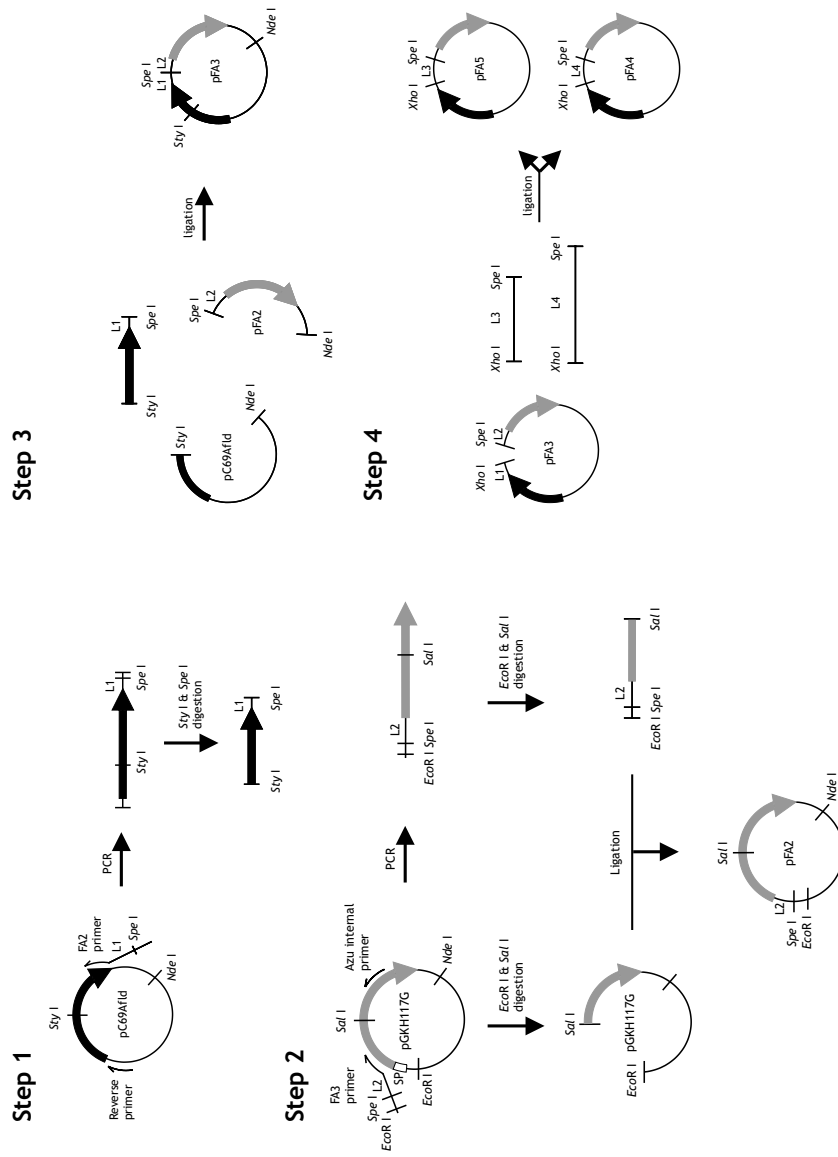 Step 1
Sty I
pC69Afld
Reverse
primer
FA2
primer
L1
Spe I
Nde I
PCR
L1
Sty I
Spe I
Sty I & Spe I
digestion
L1
Sty I
Spe I
Step 2
FA3
primer
EcoR I
Spe I
L2
SP
EcoR I
Sal I
pGKH117G
Azu internal
primer
Nde I
PCR
L2
EcoR I Spe I
Sal I
EcoR I & Sal I
digestion
EcoR I & Sal I
digestion
Sal I
pGKH117G
EcoR I
L2
EcoR I Spe I
Sal I
Ligation
Sal I
pFA2
L2
Spe I
EcoR I
Nde I
Step 3
L1
Sty I
Spe I
Sty I
pC69Afld
Nde I
Spe I
L2
pFA2
Nde I
ligation
Spe I
L1 L2
Sty I
pFA3
Nde I
Step 4
Xho I
L1
Spe I
L2
pFA3
Xho I
L3
Spe I
Xho I
L4
Spe I
ligation
Xho I
L3
Spe I
pFA5
Xho I
L4
Spe I
pFA4